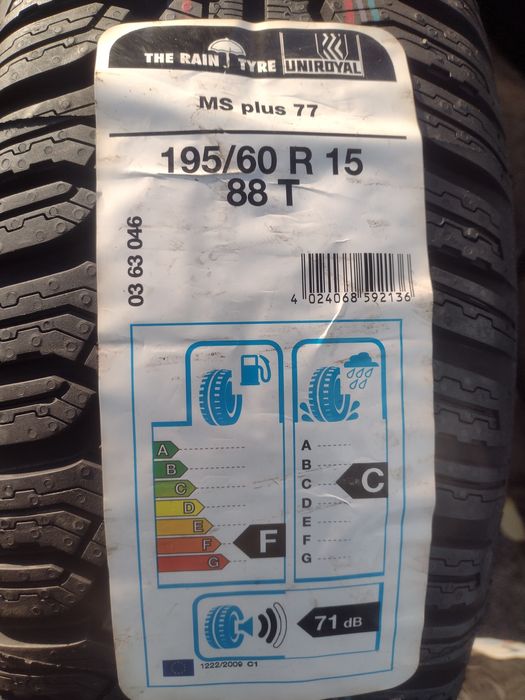 THE RAIN TYRE UNIROYAL
MS plus 77
195/60 R 15
88 T
03 63 046
4 024068 592136
A
B
C
D
E
F
G
F
A
B
C
D
E
F
G
C
71 dB
1222/2009 C1